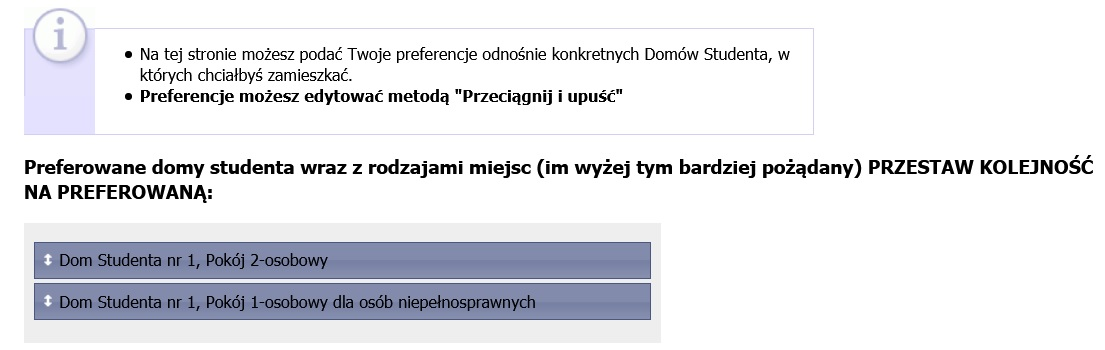 i
• Na tej stronie możesz podać Twoje preferencje odnośnie konkretnych Domów Studenta, w
których chciałbyś zamieszkać.
• Preferencje możesz edytować metodą "Przeciągnij i upuść"
Preferowane domy studenta wraz z rodzajami miejsc (im wyżej tym bardziej pożądany) PRZESTAW KOLEJNOŚĆ
NA PREFEROWANĄ:
Dom Studenta nr 1, Pokój 2-osobowy
Dom Studenta nr 1, Pokój 1-osobowy dla osób niepełnosprawnych